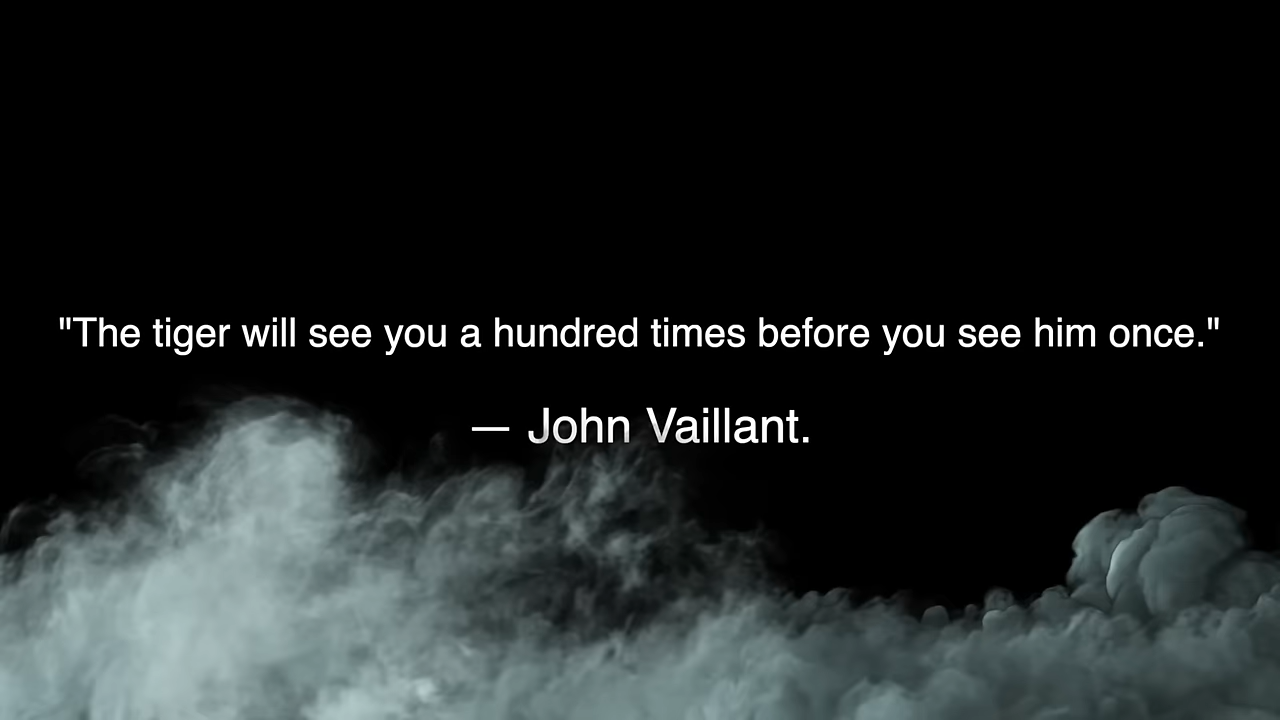 "The tiger will see you a hundred times before you see him once."
— John Vaillant.